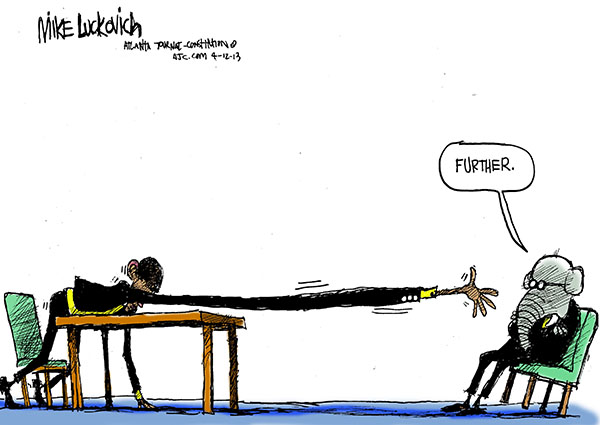 MIKE LUCKOVICH
ATLANTA JOURNAL-CONSTITUTION ©
AJC.COM 4-12-13
FURTHER.